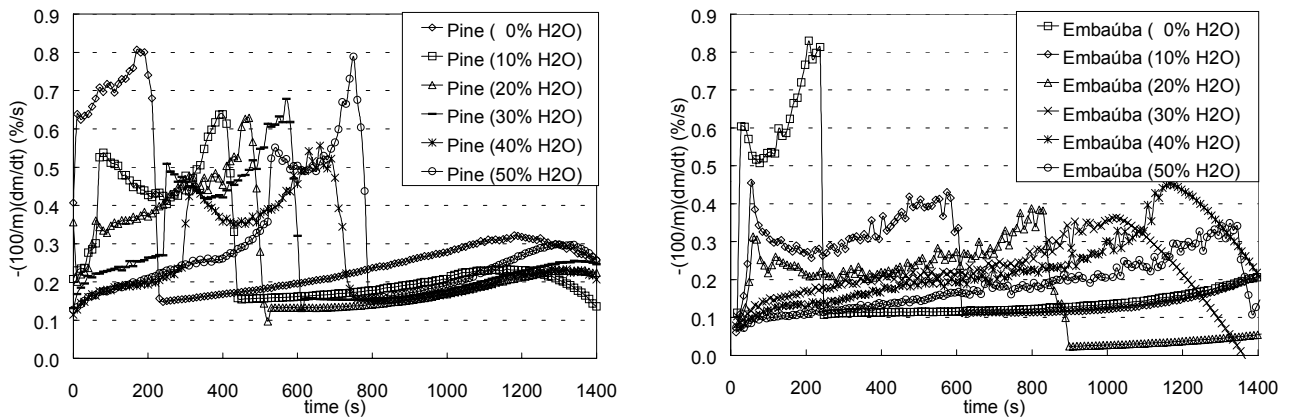 0.9
0.8
0.7
0.6
0.5
0.4
0.3
0.2
0.1
0.0
-(100/m)(dm/dt) (%/s)
Pine ( 0% H2O)
Pine (10% H2O)
Pine (20% H2O)
Pine (30% H2O)
Pine (40% H2O)
Pine (50% H2O)
0 200 400 600 800 1000 1200 1400
time (s)
0.9
0.8
0.7
0.6
0.5
0.4
0.3
0.2
0.1
0.0
-(100/m)(dm/dt) (%/s)
Embaúba ( 0% H2O)
Embaúba (10% H2O)
Embaúba (20% H2O)
Embaúba (30% H2O)
Embaúba (40% H2O)
Embaúba (50% H2O)
0 200 400 600 800 1000 1200 1400
time (s)